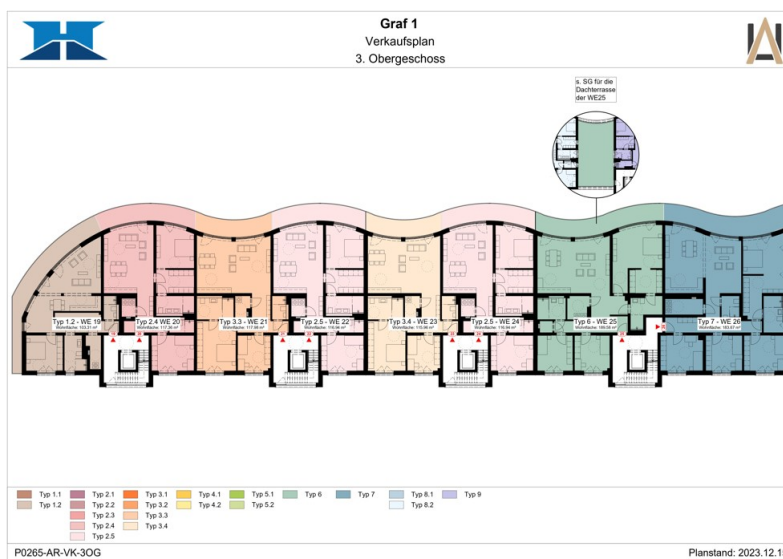 Graf 1
Verkaufsplan
3. Obergeschoss
s. SG für die
Dachterrasse
der WE25
Typ 1.2 - WE 19
Typ 2.4 WE 20
Typ 3.3 - WE 21
Typ 2.5 - WE 22
Typ 3.4 - WE 23
Typ 2.5 - WE 24
Typ 6 - WE 25
Typ 7 - WE 26
Typ 1.1 Typ 2.1 Typ 3.1 Typ 4.1 Typ 5.1 Typ 6 Typ 7 Typ 8.1 Typ 9
Typ 1.2 Typ 2.2 Typ 3.2 Typ 4.2 Typ 5.2 Typ 8.2
Typ 2.3 Typ 3.3
Typ 2.4 Typ 3.4
Typ 2.5
P0265-AR-VK-3OG
Planstand: 2023.12.1